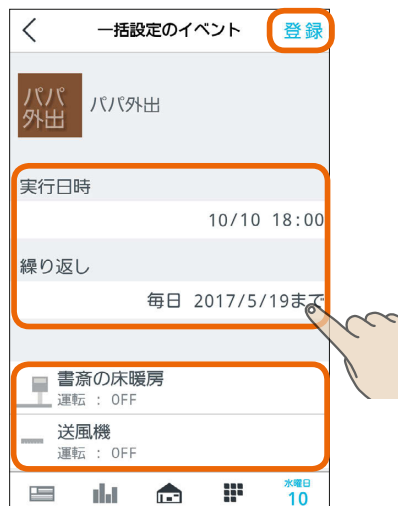 一括設定のイベント
登録
パパ
外出
パパ外出
実行日時
10/10 18:00
繰り返し
毎日 2017/5/19まで
書斎の床暖房
運転 : OFF
送風機
運転 : OFF
水曜日
10